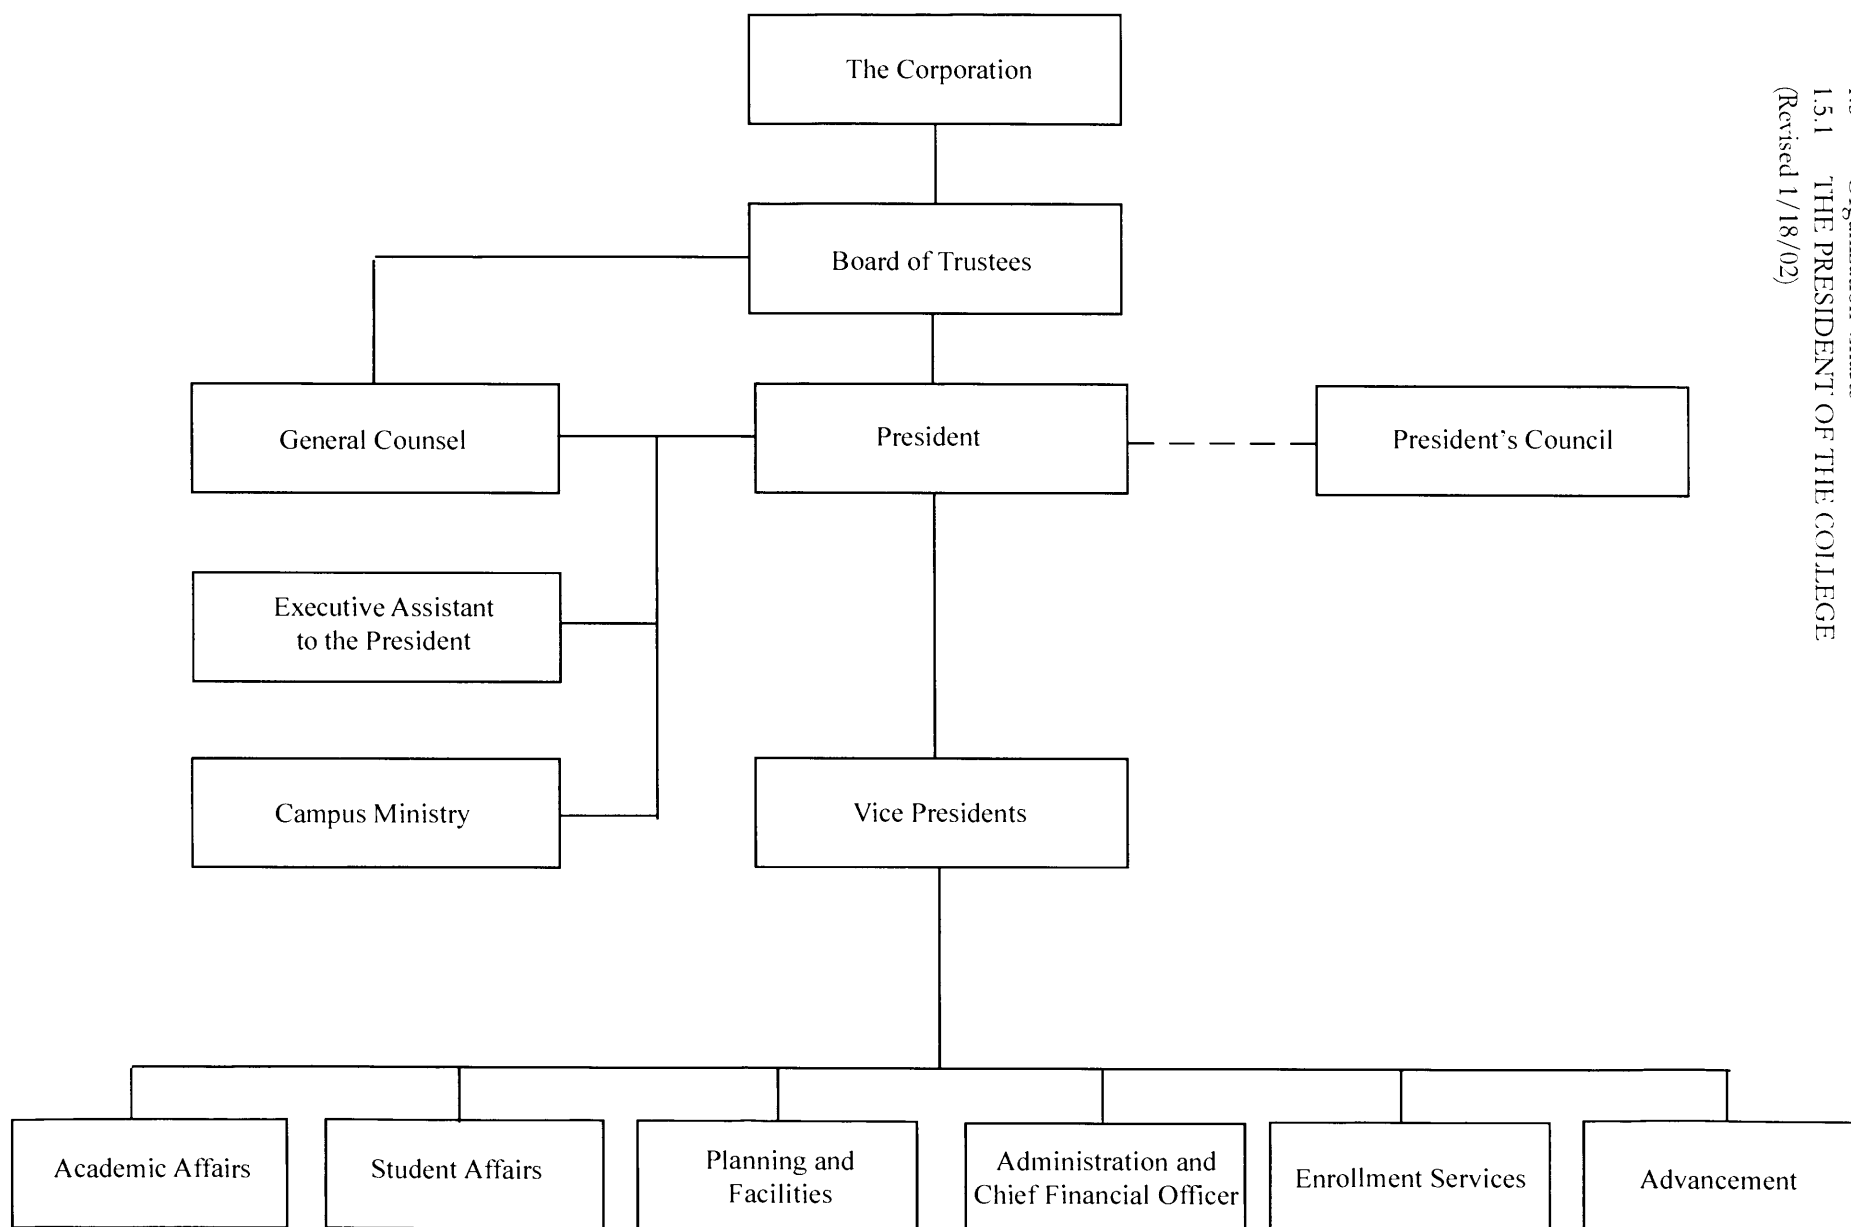 1.5.1 THE PRESIDENT OF THE COLLEGE
(Revised 1/18/02)
The Corporation
Board of Trustees
General Counsel
President
President's Council
Executive Assistant
to the President
Campus Ministry
Vice Presidents
Academic Affairs
Student Affairs
Planning and
Facilities
Administration and
Chief Financial Officer
Enrollment Services
Advancement